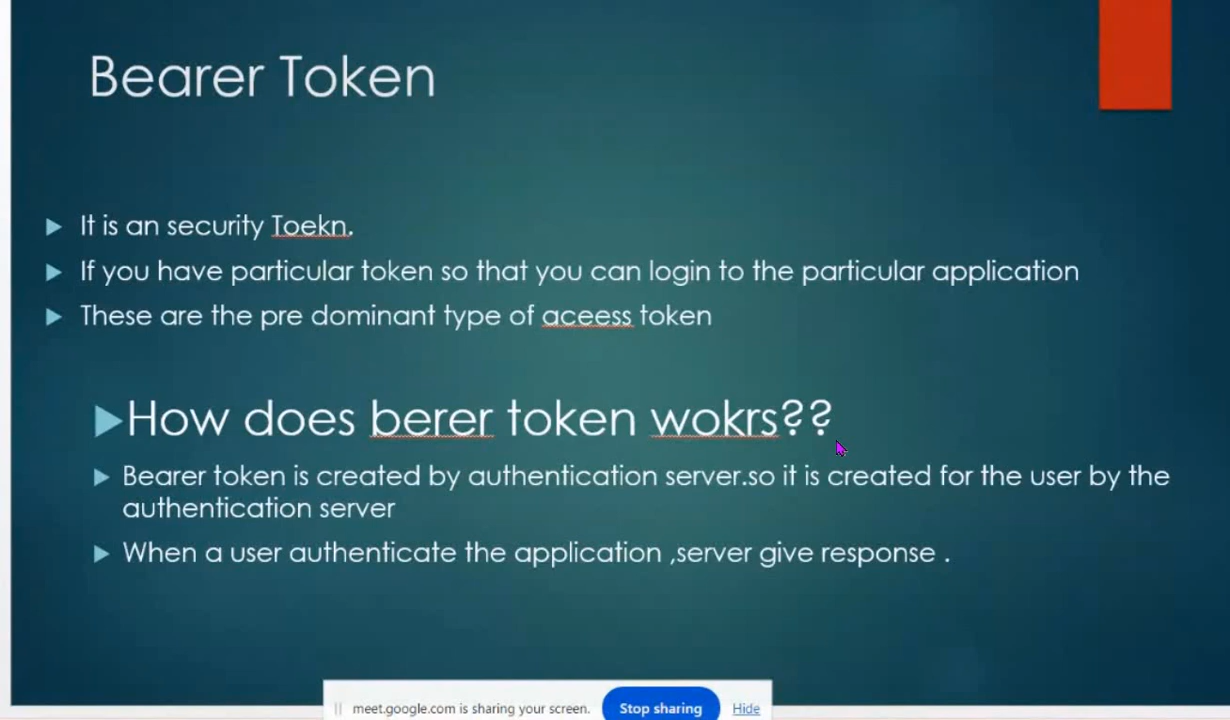 Bearer Token
It is an security Toekn.
If you have particular token so that you can login to the particular application
These are the pre dominant type of aceess token
How does berer token wokrs??
Bearer token is created by authentication server.so it is created for the user by the
authentication server
When a user authenticate the application ,server give response .
meet.google.com is sharing your screen. Stop sharing Hide